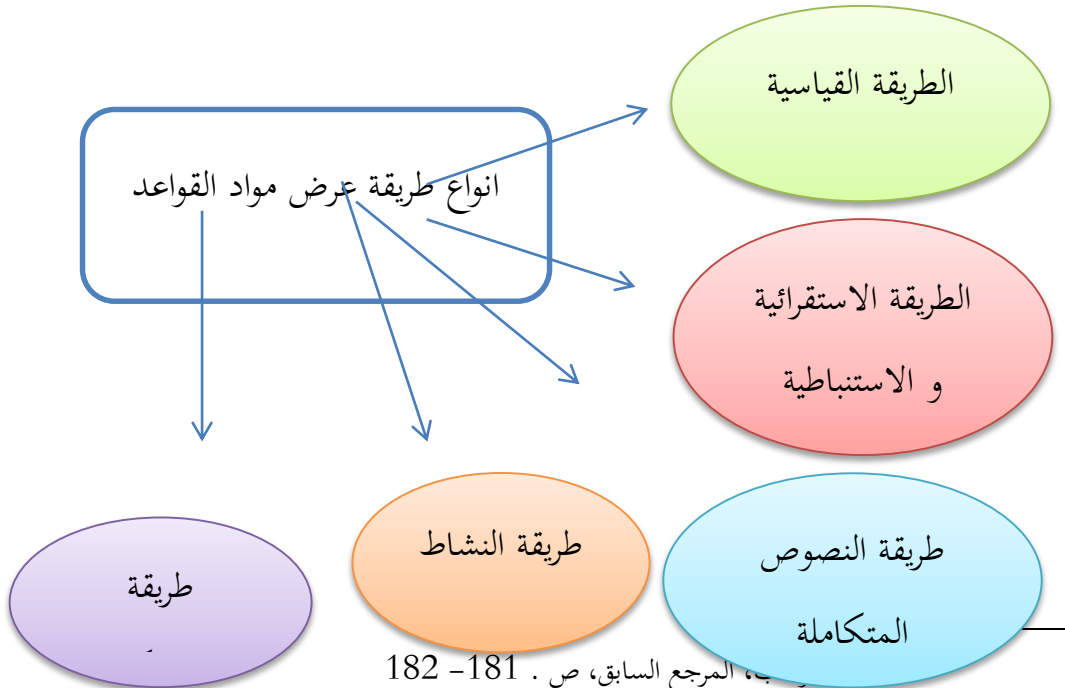 الطريقة القياسية
انواع طريقة عرض مواد القواعد
الطريقة الاستقرائية
و الاستنباطية
طريقة النصوص
المتكاملة
طريقة النشاط
طريقة
المرجع السابق، ص . 181– 182